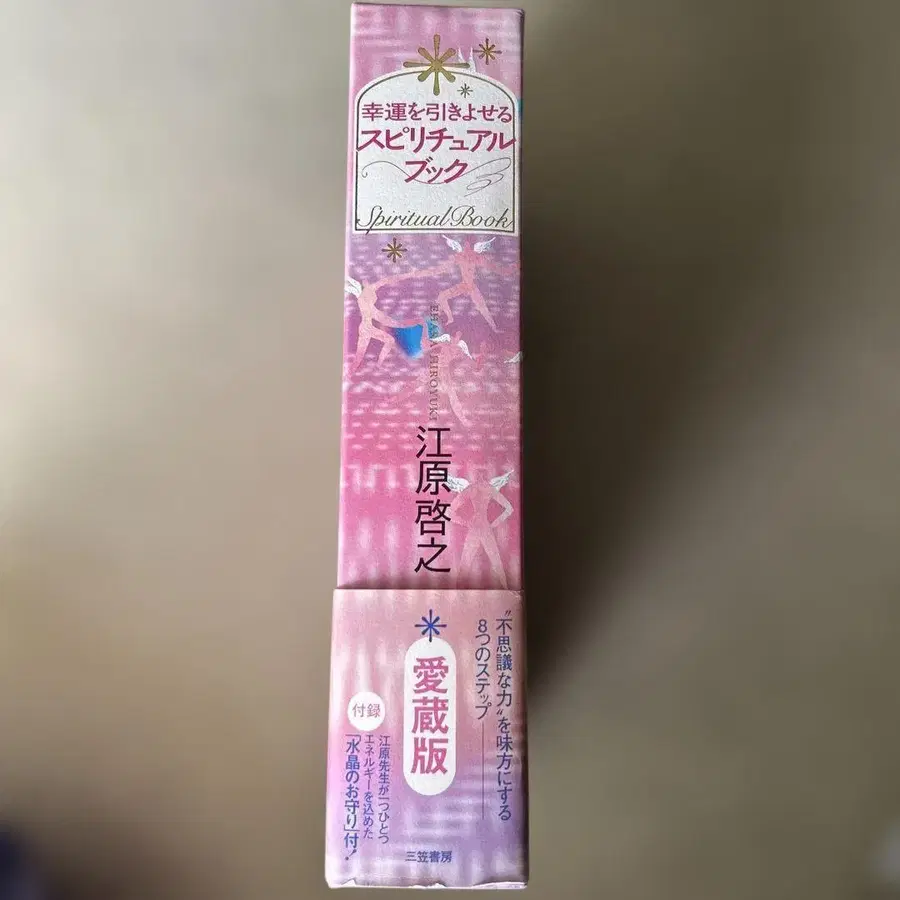 幸運を引きよせる
スピリチュアル
ブック
Spiritual Book
EHARA HIROYUKI
江原啓之
"不思議な力"を味方にする
8つのステップ
愛蔵版
付録
江原先生が一つひとつ
エネルギーを込めた
「水晶のお守り」付!
三笠書房